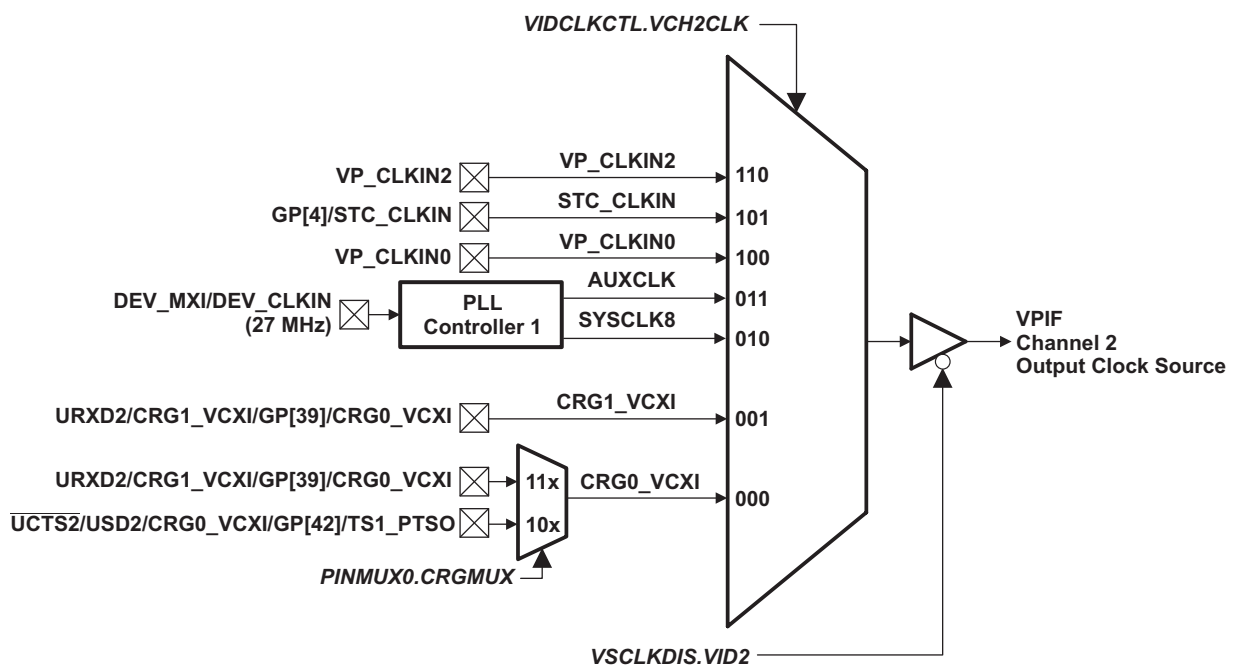 VIDCLKCTL.VCH2CLK
VP_CLKIN2
VP_CLKIN2
110
GP[4]/STC_CLKIN
STC_CLKIN
101
VP_CLKIN0
VP_CLKIN0
100
DEV_MXI/DEV_CLKIN
(27 MHz)
PLL
Controller 1
AUXCLK
011
SYSCLK8
010
VPIF
Channel 2
Output Clock Source
URXD2/CRG1_VCXI/GP[39]/CRG0_VCXI
CRG1_VCXI
001
URXD2/CRG1_VCXI/GP[39]/CRG0_VCXI
11x
CRG0_VCXI
000
UCTS2/USD2/CRG0_VCXI/GP[42]/TS1_PTSO
10x
PINMUX0.CRGMUX
VSCLKDIS.VID2